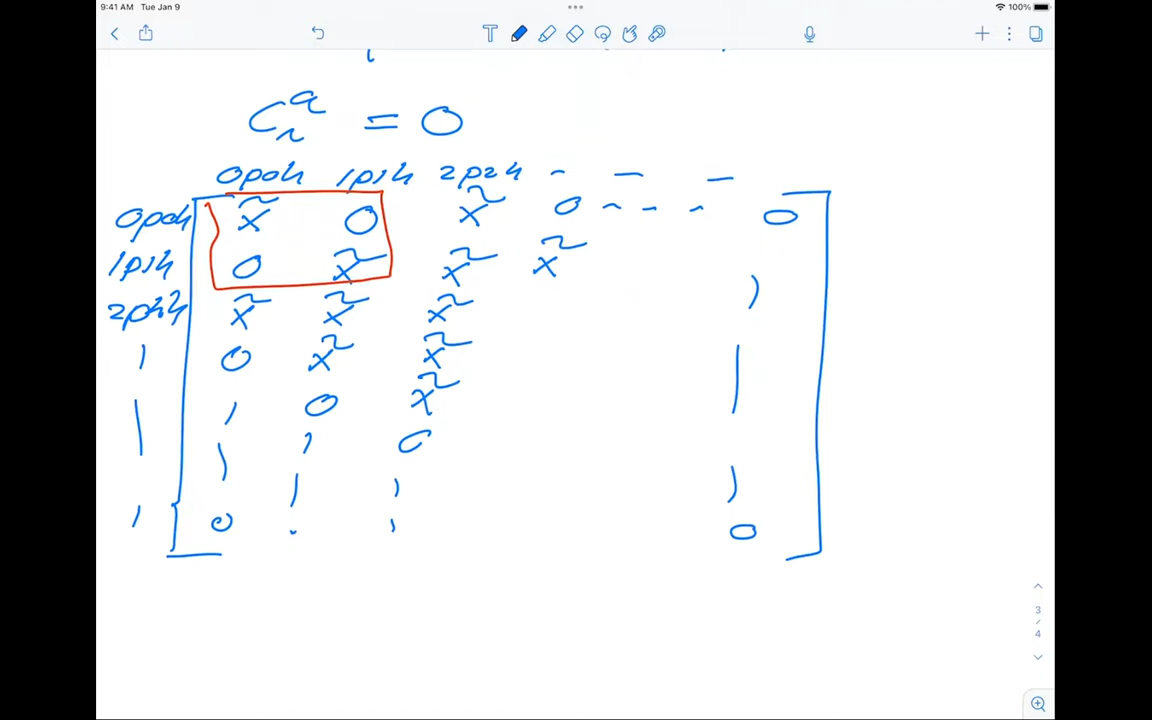 9:41 AM Tue Jan 9
100%
= 0
0p0h 1p1h 2p2h - - -
0p0h x̃ 0 x̃ 0 - - - 0
1p1h 0 x̃ x̃ x̃
2p2h x̃ x̃ x̃
0 x̃ x̃
0 x̃
0
0 0
3
/
4